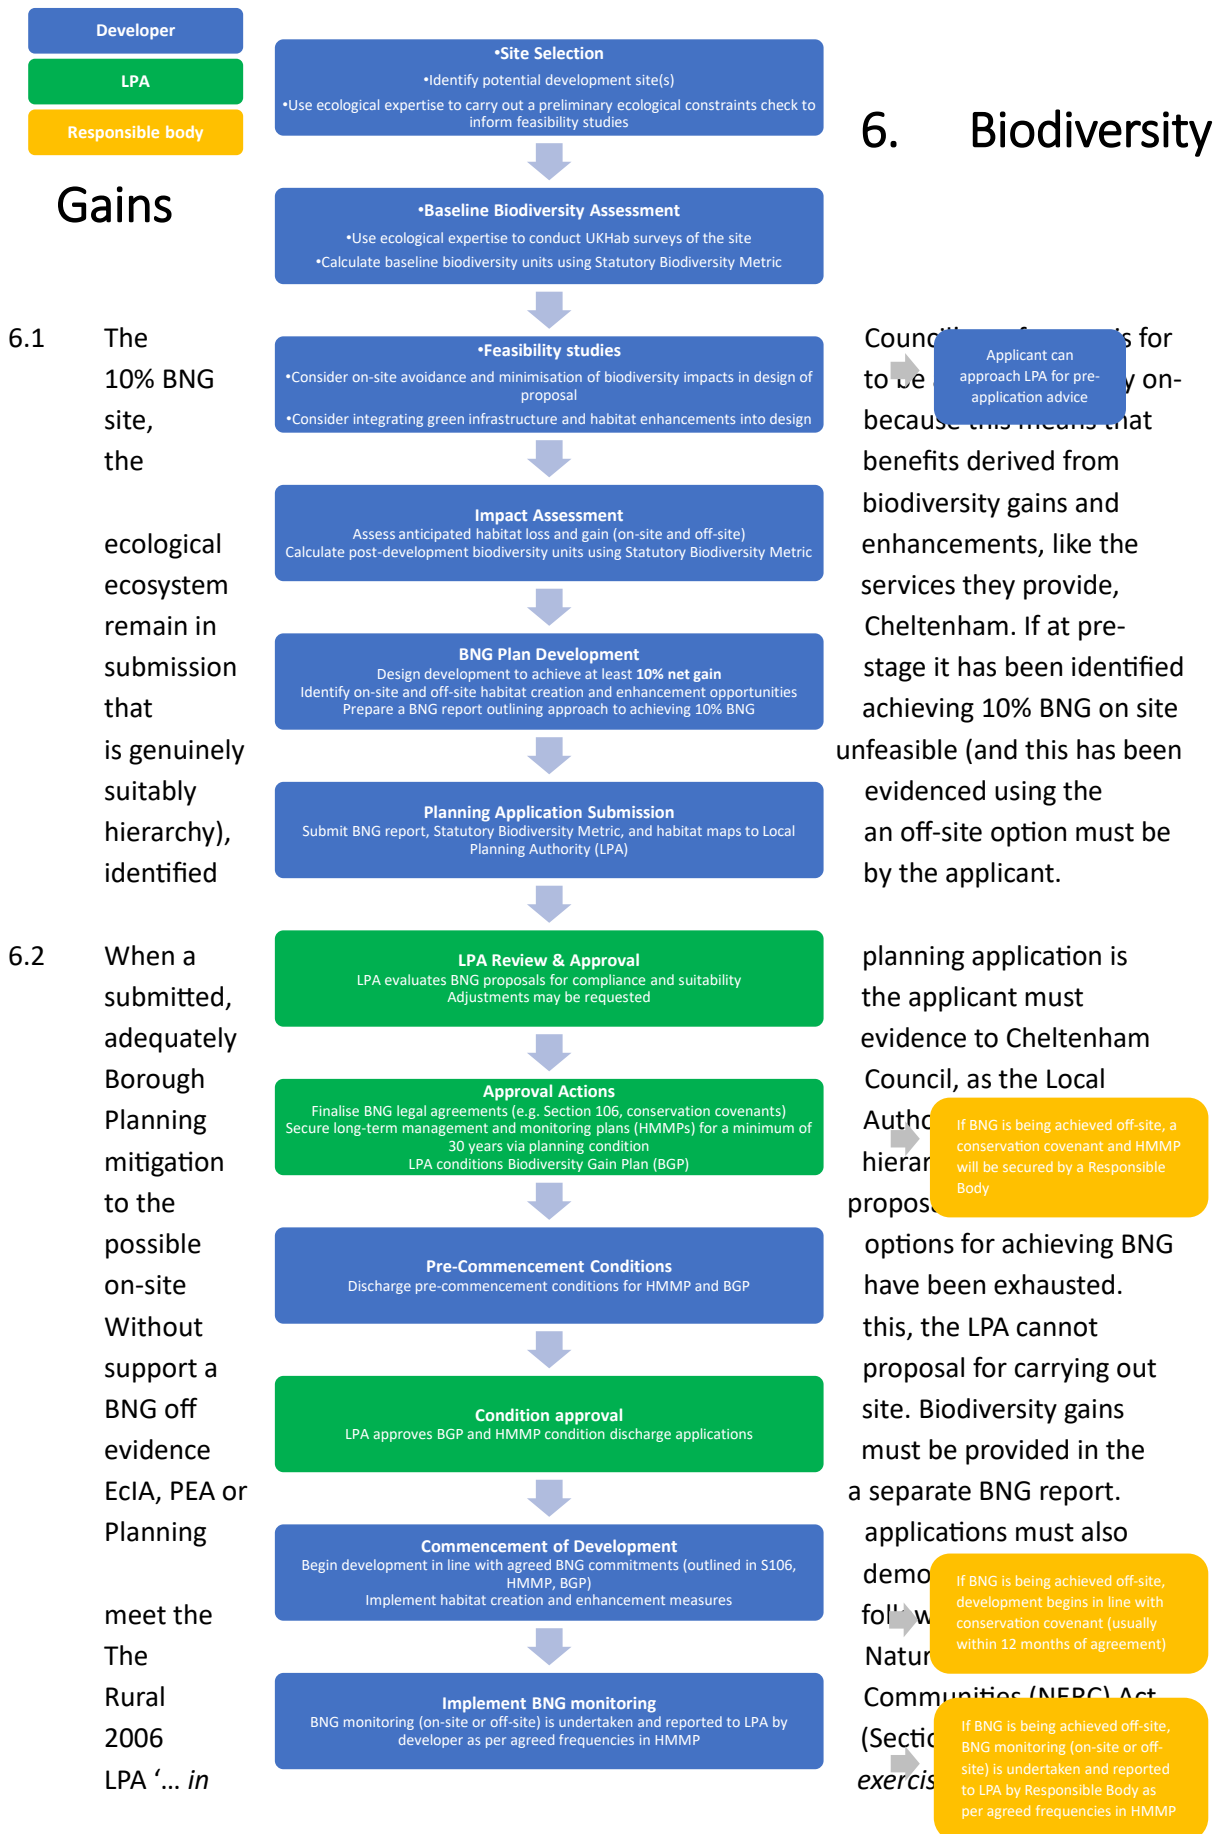 Developer
LPA
Responsible body
•Site Selection
•Identify potential development site(s)
•Use ecological expertise to carry out a preliminary ecological constraints check to
inform feasibility studies
6. Biodiversity
Gains
•Baseline Biodiversity Assessment
•Use ecological expertise to conduct UKHab surveys of the site
•Calculate baseline biodiversity units using Statutory Biodiversity Metric
•Feasibility studies
•Consider on-site avoidance and minimisation of biodiversity impacts in design of
proposal
•Consider integrating green infrastructure and habitat enhancements into design
Applicant can
approach LPA for pre-
application advice
Impact Assessment
Assess anticipated habitat loss and gain (on-site and off-site)
Calculate post-development biodiversity units using Statutory Biodiversity Metric
BNG Plan Development
Design development to achieve at least 10% net gain
Identify on-site and off-site habitat creation and enhancement opportunities
Prepare a BNG report outlining approach to achieving 10% BNG
Planning Application Submission
Submit BNG report, Statutory Biodiversity Metric, and habitat maps to Local
Planning Authority (LPA)
LPA Review & Approval
LPA evaluates BNG proposals for compliance and suitability
Adjustments may be requested
Approval Actions
Finalise BNG legal agreements (e.g. Section 106, conservation covenants)
Secure long-term management and monitoring plans (HMMPs) for a minimum of
30 years via planning condition
LPA conditions Biodiversity Gain Plan (BGP)
If BNG is being achieved off-site, a
conservation covenant and HMMP
will be secured by a Responsible
Body
Pre-Commencement Conditions
Discharge pre-commencement conditions for HMMP and BGP
Condition approval
LPA approves BGP and HMMP condition discharge applications
Commencement of Development
Begin development in line with agreed BNG commitments (outlined in S106,
HMMP, BGP)
Implement habitat creation and enhancement measures
If BNG is being achieved off-site,
development begins in line with
conservation covenant (usually
within 12 months of agreement)
Implement BNG monitoring
BNG monitoring (on-site or off-site) is undertaken and reported to LPA by
developer as per agreed frequencies in HMMP
If BNG is being achieved off-site,
BNG monitoring (on-site or off-
site) is undertaken and reported
to LPA by Responsible Body as
per agreed frequencies in HMMP
6.1 The for
10% BNG to be on-
site, because this means that
the benefits derived from
biodiversity gains and
ecological enhancements, like the
ecosystem services they provide,
remain in Cheltenham. If at pre-
submission stage it has been identified
that achieving 10% BNG on site
is genuinely unfeasible (and this has been
suitably evidenced using the
hierarchy), an off-site option must be
identified by the applicant.
6.2 When a planning application is
submitted, the applicant must
adequately evidence to Cheltenham
Borough Council, as the Local
Planning
mitigation
to the
possible options for achieving BNG
on-site have been exhausted.
Without this, the LPA cannot
support a proposal for carrying out
BNG off site. Biodiversity gains
evidence must be provided in the
EcIA, PEA or a separate BNG report.
Planning applications must also
meet the
The
Rural Communities (NERC) Act
2006
LPA ‘... in